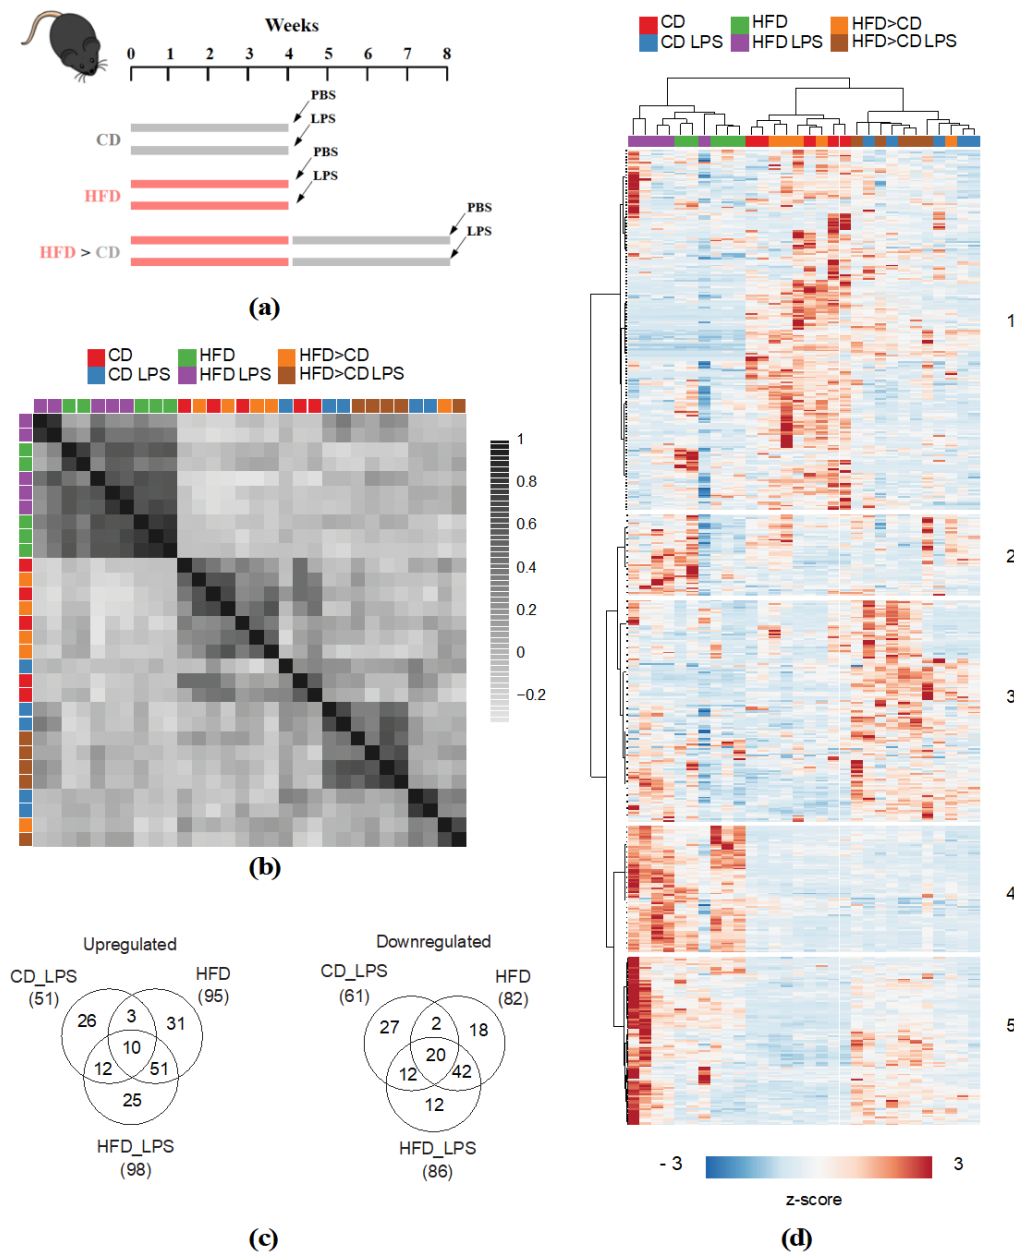 Weeks
0 1 2 3 4 5 6 7 8
PBS
CD
LPS
PBS
HFD
LPS
PBS
HFD > CD
LPS
(a)
CD HFD HFD>CD
CD LPS HFD LPS HFD>CD LPS
1
0.8
0.6
0.4
0.2
0
−0.2
(b)
Upregulated
CD_LPS
(51)
HFD
(95)
26 3 31
10
12 51
25
HFD_LPS
(98)
Downregulated
CD_LPS
(61)
HFD
(82)
27 2 18
20
12 42
12
HFD_LPS
(86)
(c)
CD HFD HFD>CD
CD LPS HFD LPS HFD>CD LPS
1
2
3
4
5
- 3 3
z-score
(d)